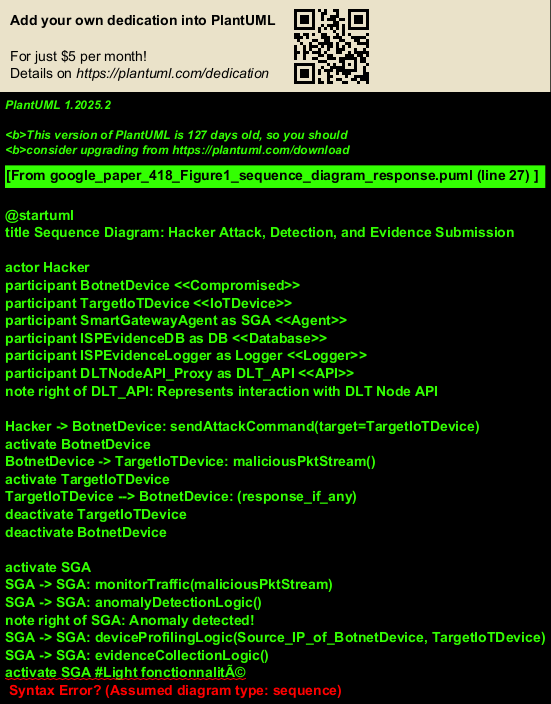 Add your own dedication into PlantUML
For just $5 per month!
Details on https://plantuml.com/dedication
PlantUML 1.2025.2
<b>This version of PlantUML is 127 days old, so you should
<b>consider upgrading from https://plantuml.com/download
[From google_paper_418_Figure1_sequence_diagram_response.puml (line 27) ]
@startuml
title Sequence Diagram: Hacker Attack, Detection, and Evidence Submission
actor Hacker
participant BotnetDevice <<Compromised>>
participant TargetIoTDevice <<IoTDevice>>
participant SmartGatewayAgent as SGA <<Agent>>
participant ISPEvidenceDB as DB <<Database>>
participant ISPEvidenceLogger as Logger <<Logger>>
participant DLTNodeAPI_Proxy as DLT_API <<API>>
note right of DLT_API: Represents interaction with DLT Node API
Hacker -> BotnetDevice: sendAttackCommand(target=TargetIoTDevice)
activate BotnetDevice
BotnetDevice -> TargetIoTDevice: maliciousPktStream()
activate TargetIoTDevice
TargetIoTDevice --> BotnetDevice: (response_if_any)
deactivate TargetIoTDevice
deactivate BotnetDevice
activate SGA
SGA -> SGA: monitorTraffic(maliciousPktStream)
SGA -> SGA: anomalyDetectionLogic()
note right of SGA: Anomaly detected!
SGA -> SGA: deviceProfilingLogic(Source_IP_of_BotnetDevice, TargetIoTDevice)
SGA -> SGA: evidenceCollectionLogic()
activate SGA #Light fonctionnalitÃ©
Syntax Error? (Assumed diagram type: sequence)